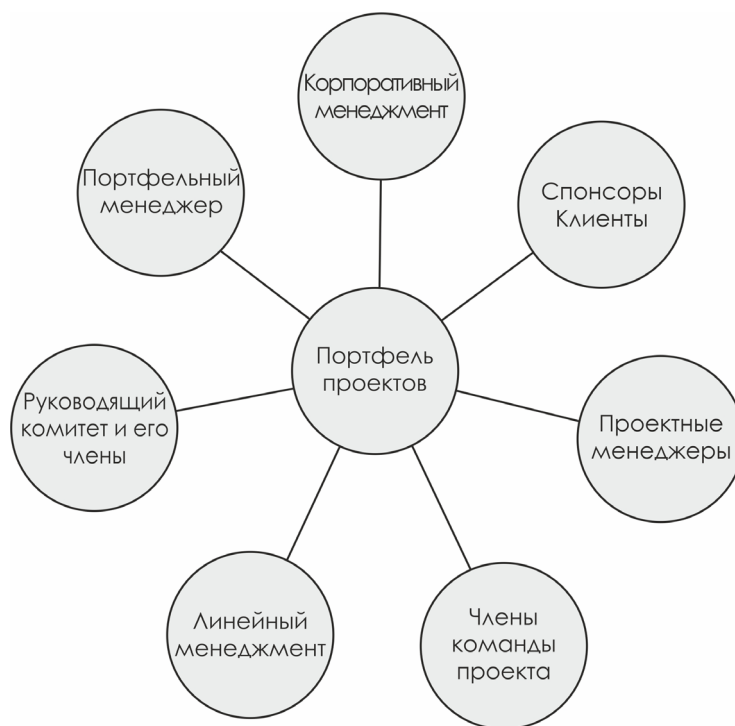 Корпоративный
менеджмент
Портфельный
менеджер
Спонсоры
Клиенты
Портфель
проектов
Руководящий
комитет и его
члены
Проектные
менеджеры
Линейный
менеджмент
Члены
команды
проекта